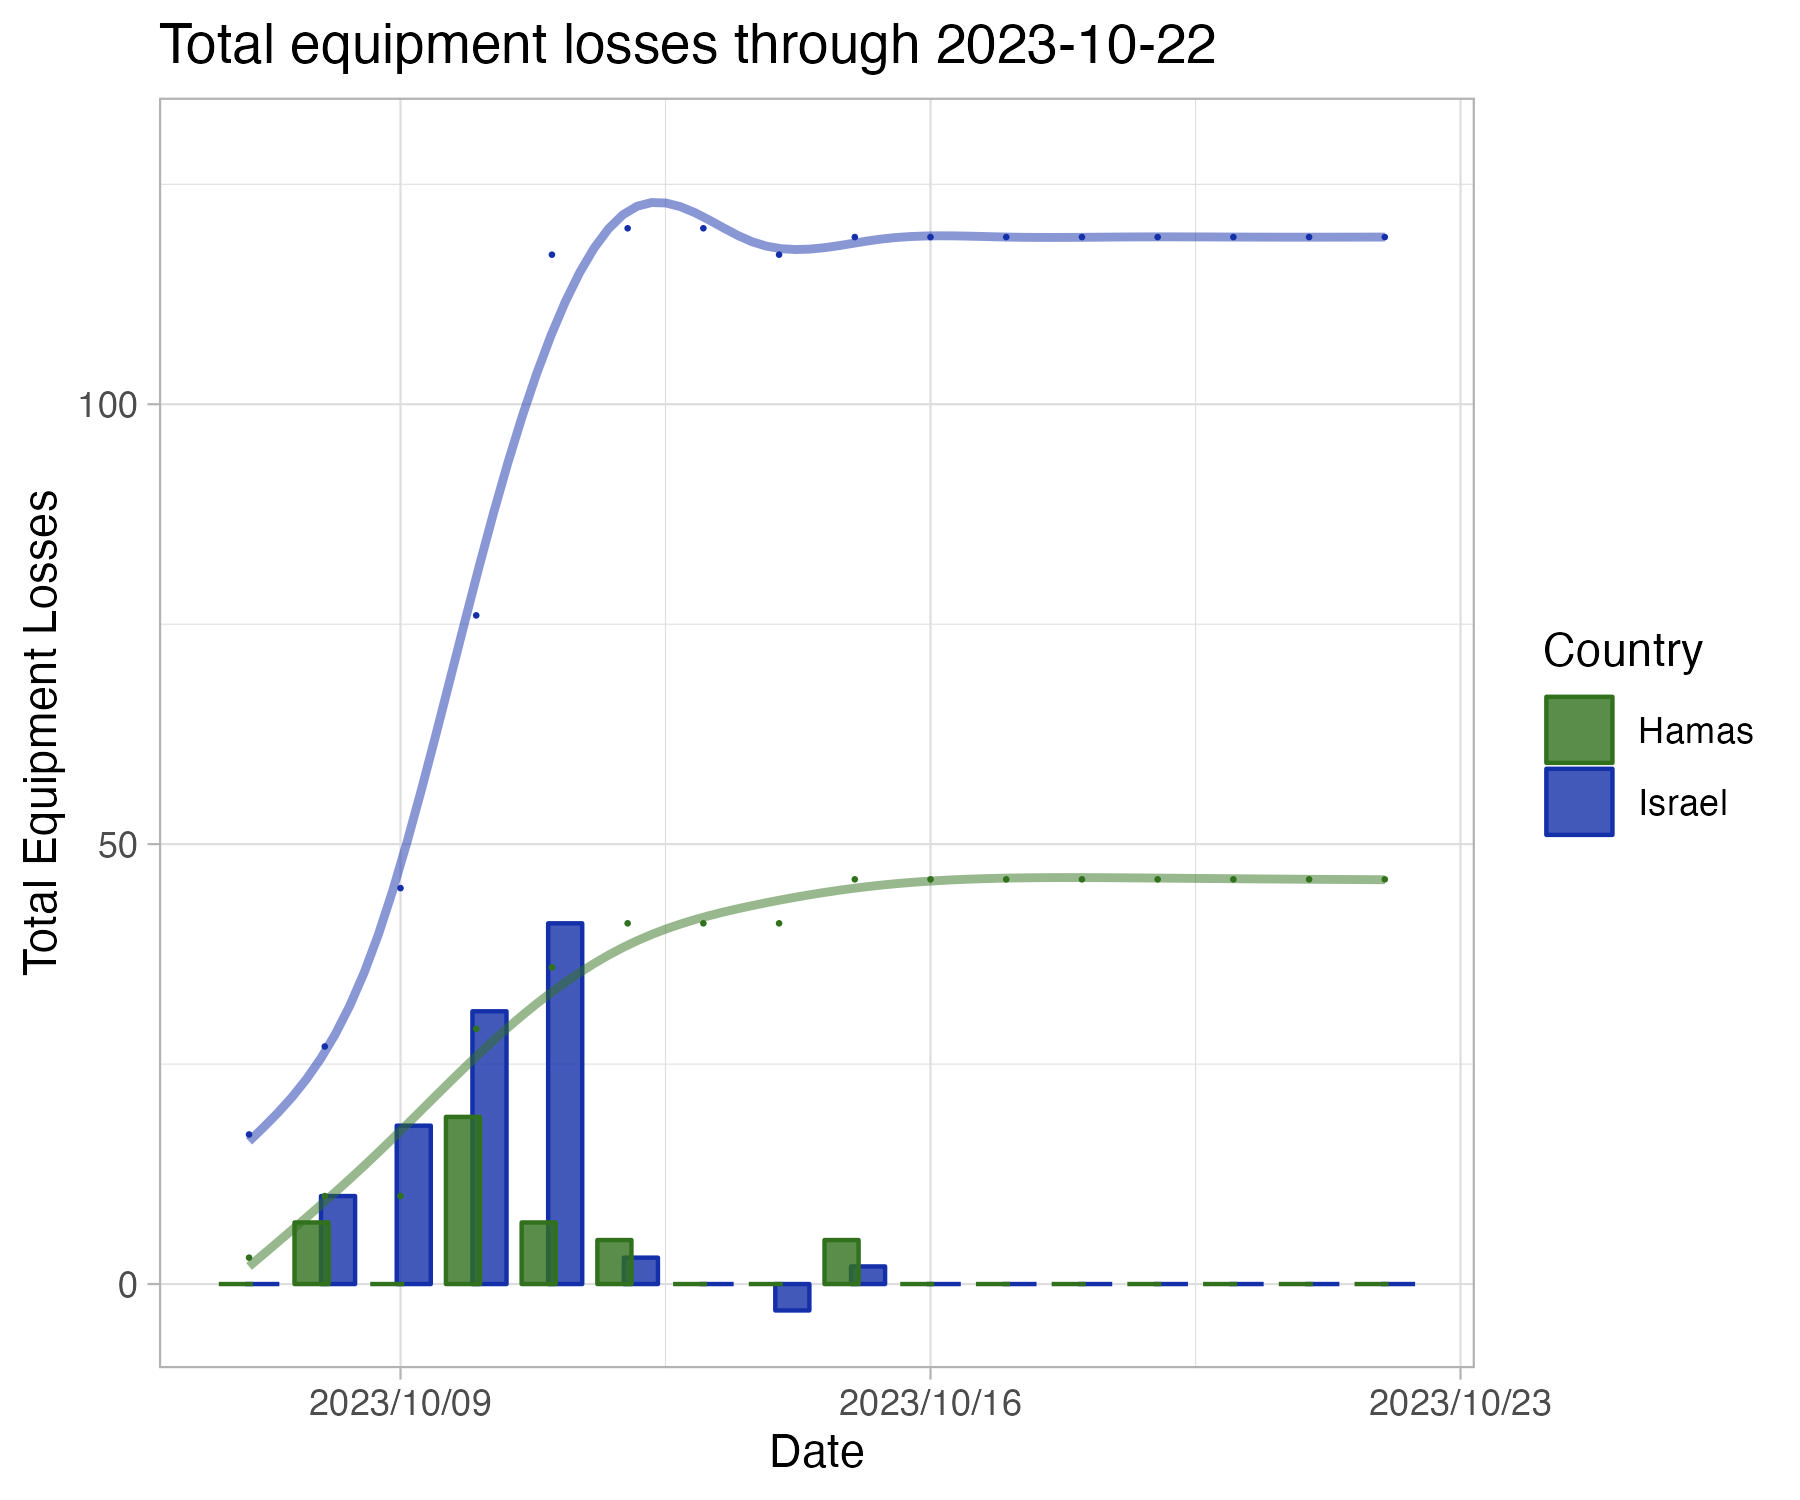 Total equipment losses through 2023-10-22
Total Equipment Losses
100
50
0
2023/10/09
2023/10/16
2023/10/23
Date
Country
Hamas
Israel